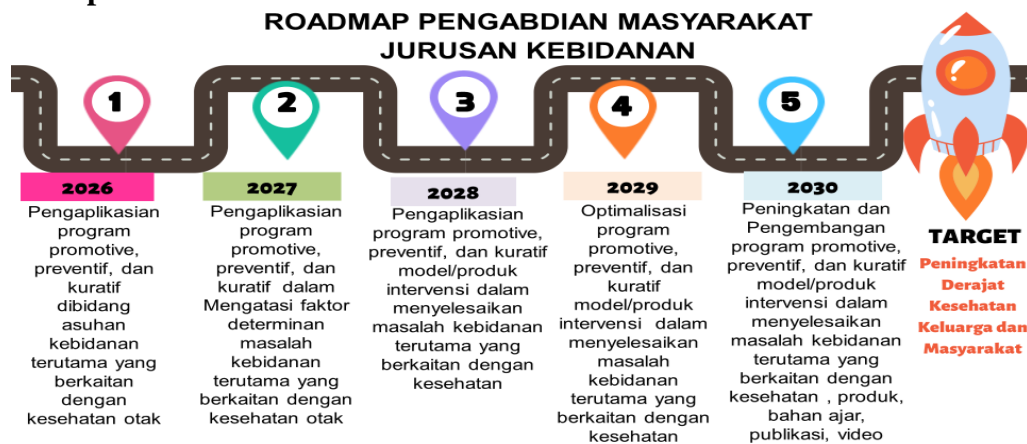 ROADMAP PENGABDIAN MASYARAKAT
JURUSAN KEBIDANAN
1
2
3
4
5
2026
Pengaplikasian
program
promotive,
preventif, dan
kuratif
dibidang
asuhan
kebidanan
terutama yang
berkaitan
dengan
kesehatan otak
2027
Pengaplikasian
program
promotive,
preventif, dan
kuratif dalam
Mengatasi faktor
determinan
masalah
kebidanan
terutama yang
berkaitan dengan
kesehatan otak
2028
Pengaplikasian
program promotive,
preventif, dan kuratif
model/produk
intervensi dalam
menyelesaikan
masalah kebidanan
terutama yang
berkaitan dengan
kesehatan
2029
Optimalisasi
program
promotive,
preventif, dan
kuratif
model/produk
intervensi dalam
menyelesaikan
masalah
kebidanan
terutama yang
berkaitan dengan
kesehatan
2030
Peningkatan dan
Pengembangan
program promotive,
preventif, dan kuratif
model/produk
intervensi dalam
menyelesaikan
masalah kebidanan
terutama yang
berkaitan dengan
kesehatan , produk,
bahan ajar,
publikasi, video
TARGET
Peningkatan
Derajat
Kesehatan
Keluarga dan
Masyarakat